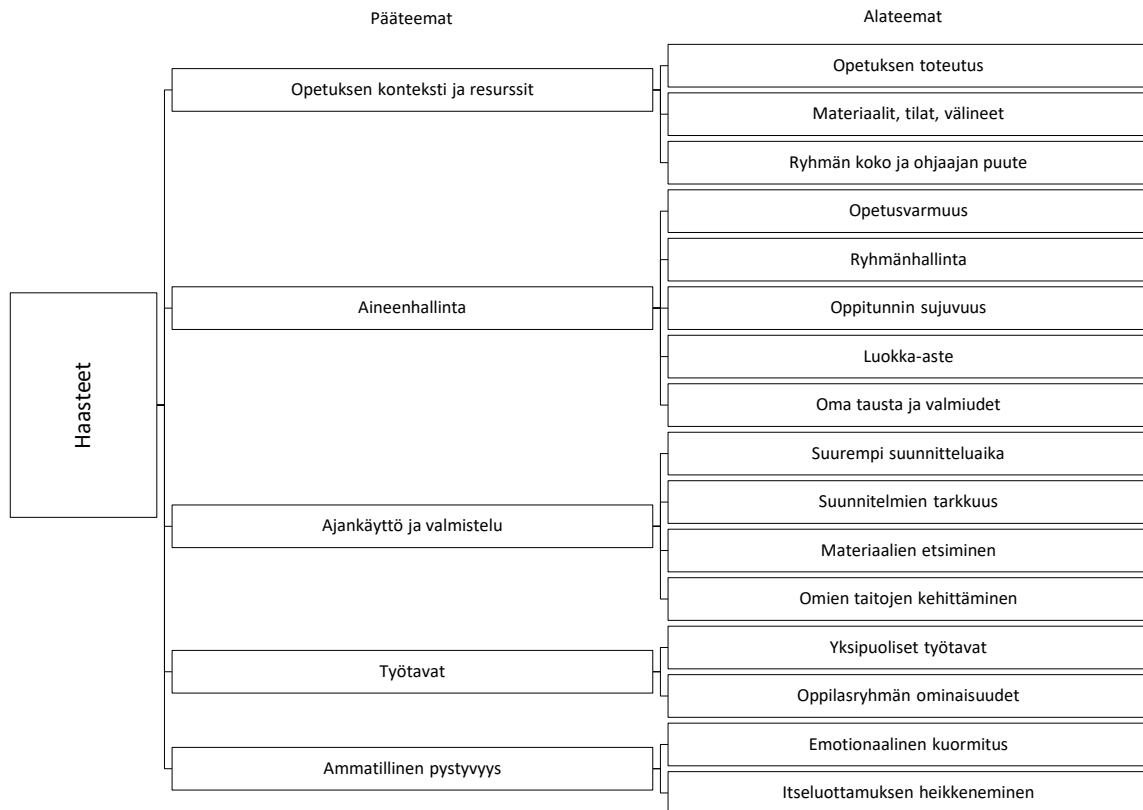 Pääteemat
Alateemat
Haasteet
Opetuksen konteksti ja resurssit
Opetuksen toteutus
Materiaalit, tilat, välineet
Ryhmän koko ja ohjaajan puute
Aineenhallinta
Opetusvarmuus
Ryhmänhallinta
Oppitunnin sujuvuus
Luokka-aste
Oma tausta ja valmiudet
Ajankäyttö ja valmistelu
Suurempi suunnitteluaika
Suunnitelmien tarkkuus
Materiaalien etsiminen
Omien taitojen kehittäminen
Työtavat
Yksipuoliset työtavat
Oppilasryhmän ominaisuudet
Ammatillinen pystyvyys
Emotionaalinen kuormitus
Itseluottamuksen heikkeneminen